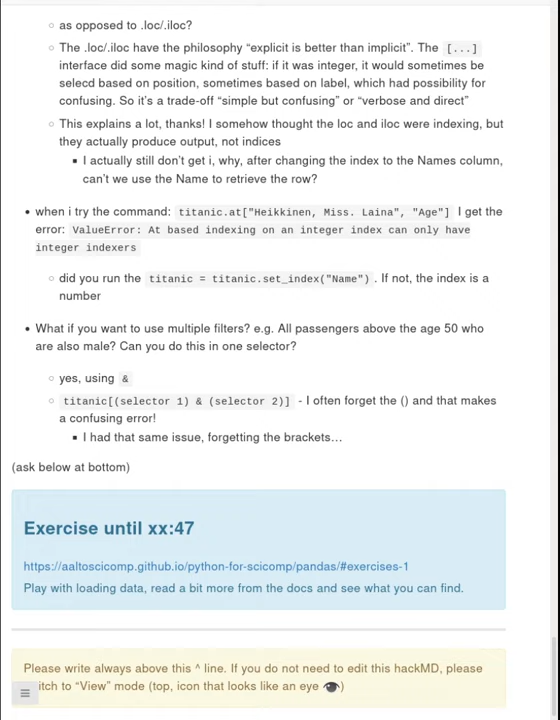 as opposed to .loc/.iloc?
The .loc/.iloc have the philosophy “explicit is better than implicit”. The [...]
interface did some magic kind of stuff: if it was integer, it would sometimes be
selecd based on position, sometimes based on label, which had possibility for
confusing. So it’s a trade-off “simple but confusing” or “verbose and direct”
This explains a lot, thanks! I somehow thought the loc and iloc were indexing, but
they actually produce output, not indices
I actually still don’t get i, why, after changing the index to the Names column,
can’t we use the Name to retrieve the row?
when i try the command: titanic.at["Heikkinen, Miss. Laina", "Age"] I get the
error: ValueError: At based indexing on an integer index can only have
integer indexers
did you run the titanic = titanic.set_index("Name") . If not, the index is a
number
What if you want to use multiple filters? e.g. All passengers above the age 50 who
are also male? Can you do this in one selector?
yes, using &
titanic[(selector 1) & (selector 2)] - I often forget the () and that makes
a confusing error!
I had that same issue, forgetting the brackets…
(ask below at bottom)
Exercise until xx:47
https://aaltoscicomp.github.io/python-for-scicomp/pandas/#exercises-1
Play with loading data, read a bit more from the docs and see what you can find.
Please write always above this ^ line. If you do not need to edit this hackMD, please
itch to “View” mode (top, icon that looks like an eye 👁)